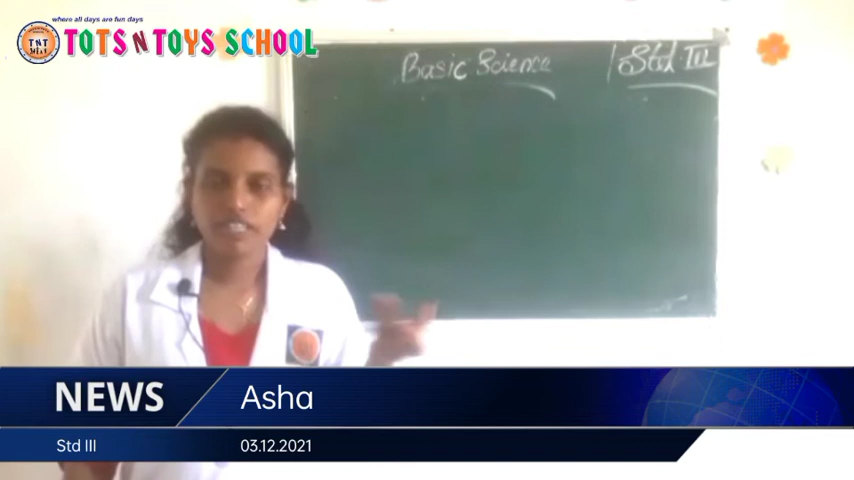 where all days are fun days
TNT
TOTS N TOYS SCHOOL
Basic Science
Std III
NEWS
Asha
Std III
03.12.2021